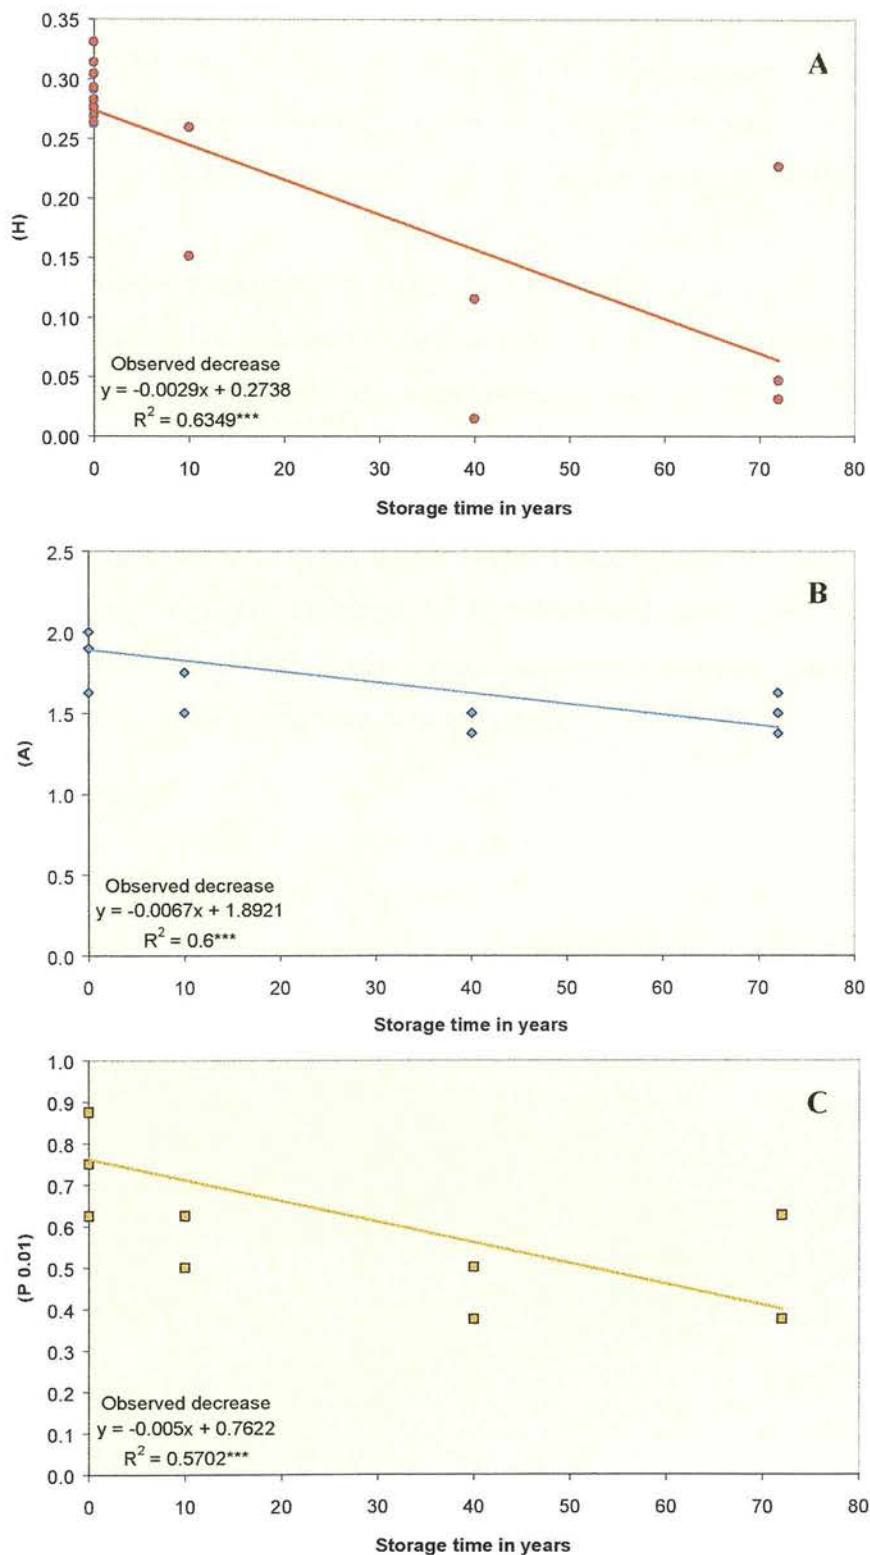 0.35
A
0.30
0.25
0.20
(H)
0.15
0.10
Observed decrease
0.05
y = -0.0029x + 0.2738
R² = 0.6349***
0.00
0 10 20 30 40 50 60 70 80
Storage time in years
2.5
B
2.0
1.5
(A)
1.0
0.5
Observed decrease
y = -0.0067x + 1.8921
R² = 0.6***
0.0
0 10 20 30 40 50 60 70 80
Storage time in years
1.0
0.9
C
0.8
0.7
0.6
(P 0.01)
0.5
0.4
0.3
0.2
Observed decrease
0.1
y = -0.005x + 0.7622
R² = 0.5702***
0.0
0 10 20 30 40 50 60 70 80
Storage time in years